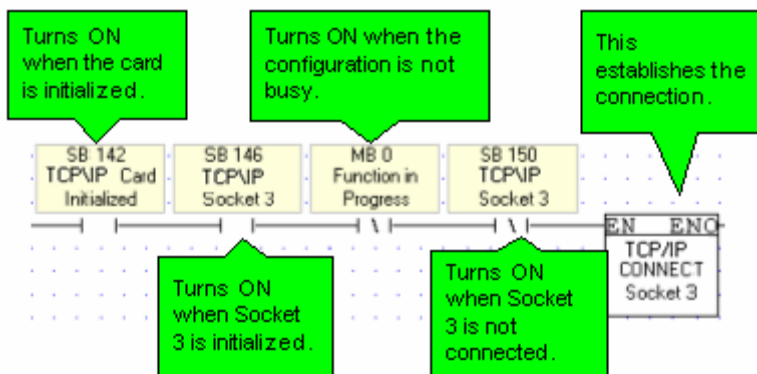 Turns ON
when the card
is initialized.
Turns ON when the
configuration is not
busy.
This
establishes the
connection.
SB 142
TCP\IP Card
Initialized
SB 146
TCP\IP
Socket 3
MB 0
Function in
Progress
SB 150
TCP\IP
Socket 3
EN ENO
TCP/IP
CONNECT
Socket 3
Turns ON
when Socket
3 is initialized.
Turns ON
when Socket
3 is not
connected.